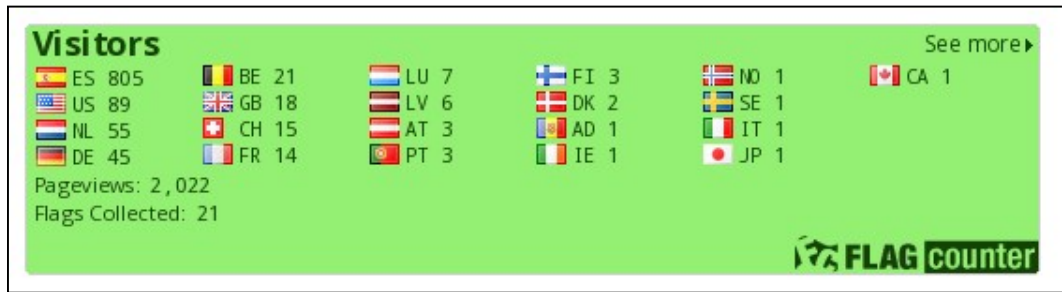 Visitors See more
ES 805 BE 21 LU 7 FI 3 NO 1 CA 1
US 89 GB 18 LV 6 DK 2 SE 1
NL 55 CH 15 AT 3 AD 1 IT 1
DE 45 FR 14 PT 3 IE 1 JP 1
Pageviews: 2,022
Flags Collected: 21
FLAG counter